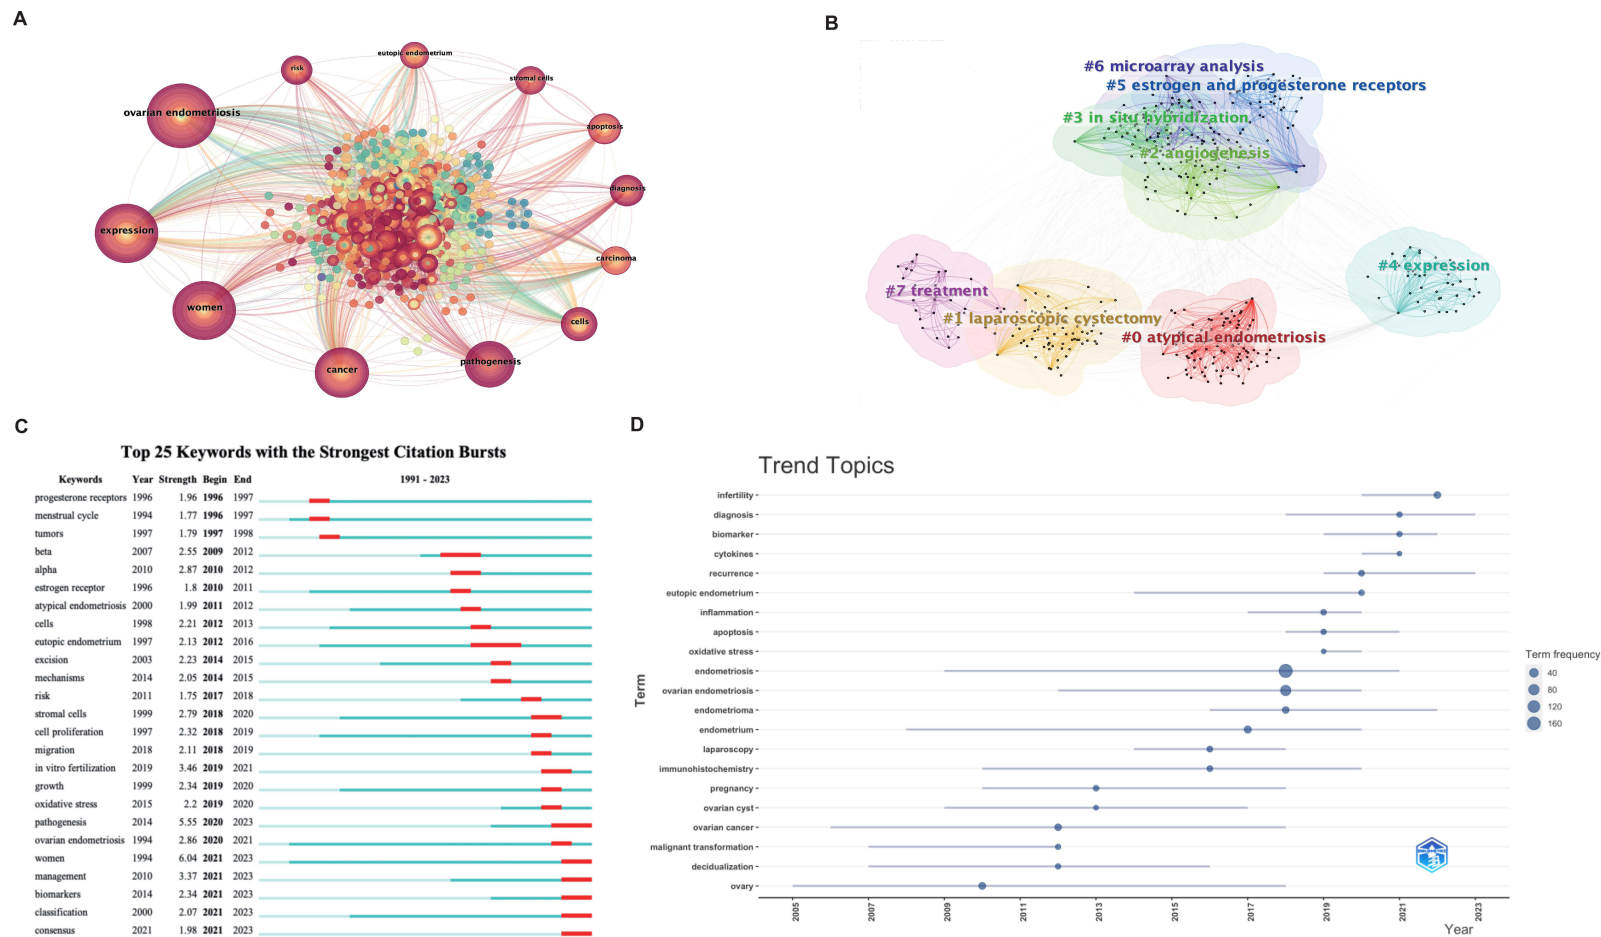 A
eutopic endometrium
risk
stromal cells
ovarian endometriosis
apoptosis
diagnosis
expression
carcinoma
women
cells
pathogenesis
cancer
B
#6 microarray analysis
#5 estrogen and progesterone receptors
#3 in situ hybridization
#2 angiogenesis
#4 expression
#7 treatment
#1 laparoscopic cystectomy
#0 atypical endometriosis
C
Top 25 Keywords with the Strongest Citation Bursts
Keywords Year Strength Begin End 1991 - 2023
progesterone receptors 1996 1.96 1996 1997
menstrual cycle 1994 1.77 1996 1997
tumors 1997 1.79 1997 1998
beta 2007 2.55 2009 2012
alpha 2010 2.87 2010 2012
estrogen receptor 1996 1.8 2010 2011
atypical endometriosis 2000 1.99 2011 2012
cells 1998 2.21 2012 2013
eutopic endometrium 1997 2.13 2012 2016
excision 2003 2.23 2014 2015
mechanisms 2014 2.05 2014 2015
risk 2011 1.75 2017 2018
stromal cells 1999 2.79 2018 2020
cell proliferation 1997 2.32 2018 2019
migration 2018 2.11 2018 2019
in vitro fertilization 2019 3.46 2019 2021
growth 1999 2.34 2019 2020
oxidative stress 2015 2.2 2019 2020
pathogenesis 2014 5.55 2020 2023
ovarian endometriosis 1994 2.86 2020 2021
women 1994 6.04 2021 2023
management 2010 3.37 2021 2023
biomarkers 2014 2.34 2021 2023
classification 2000 2.07 2021 2023
consensus 2021 1.98 2021 2023
D
Trend Topics
Term
infertility
diagnosis
biomarker
cytokines
recurrence
eutopic endometrium
inflammation
apoptosis
oxidative stress
endometriosis
ovarian endometriosis
endometrioma
endometrium
laparoscopy
immunohistochemistry
pregnancy
ovarian cyst
ovarian cancer
malignant transformation
decidualization
ovary
2005 2007 2009 2011 2013 2015 2017 2019 2021 2023
Year
Term frequency
40
80
120
160